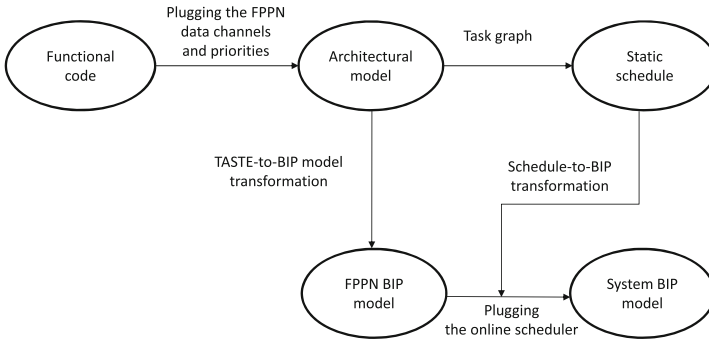 Plugging the FPPN
data channels
and priorities
Functional
code
Architectural
model
Task graph
Static
schedule
TASTE-to-BIP model
transformation
Schedule-to-BIP
transformation
FPPN BIP
model
Plugging
the online scheduler
System BIP
model